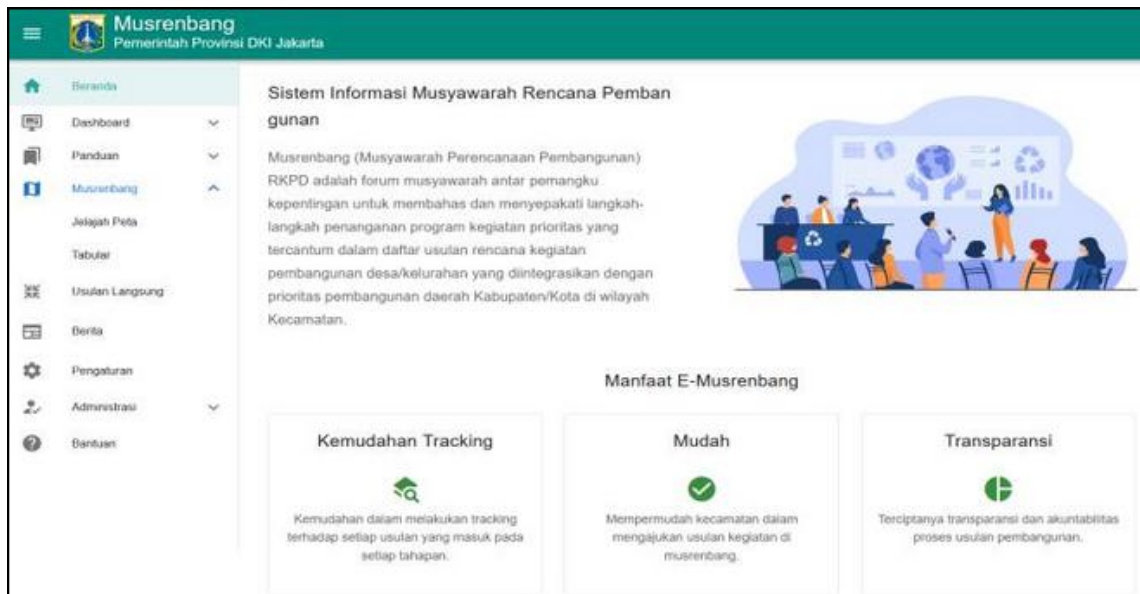 Musrenbang
Pemerintah Provinsi DKI Jakarta
Beranda
Dashboard
Panduan
Musrenbang
Jelajah Peta
Tabular
Usulan Langsung
Berita
Pengaturan
Administrasi
Bantuan
Sistem Informasi Musyawarah Rencana Pemban
gunan
Musrenbang (Musyawarah Perencanaan Pembangunan)
RKPD adalah forum musyawarah antar pemangku
kepentingan untuk membahas dan menyepakati langkah-
langkah penanganan program kegiatan prioritas yang
tercantum dalam daftar usulan rencana kegiatan
pembangunan desa/kelurahan yang diintegrasikan dengan
prioritas pembangunan daerah Kabupaten/Kota di wilayah
Kecamatan.
Manfaat E-Musrenbang
Kemudahan Tracking
Kemudahan dalam melakukan tracking
terhadap setiap usulan yang masuk pada
setiap tahapan.
Mudah
Mempermudah kecamatan dalam
mengajukan usulan kegiatan di
musrenbang.
Transparansi
Terciptanya transparansi dan akuntabilitas
proses usulan pembangunan.